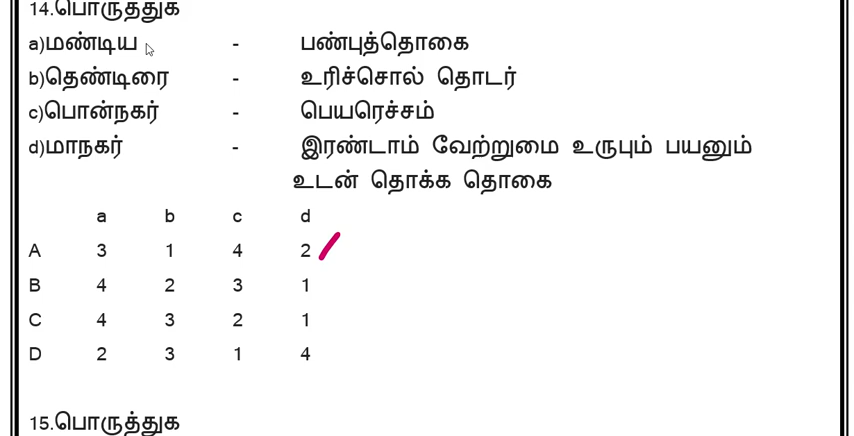 14.பொருத்துக
a)மண்டிய - பண்புத்தொகை
b)தெண்டிரை - உரிச்சொல் தொடர்
c)பொன்நகர் - பெயரெச்சம்
d)மாநகர் - இரண்டாம் வேற்றுமை உருபும் பயனும்
உடன் தொக்க தொகை
a b c d
A 3 1 4 2
B 4 2 3 1
C 4 3 2 1
D 2 3 1 4
15.பொருத்துக